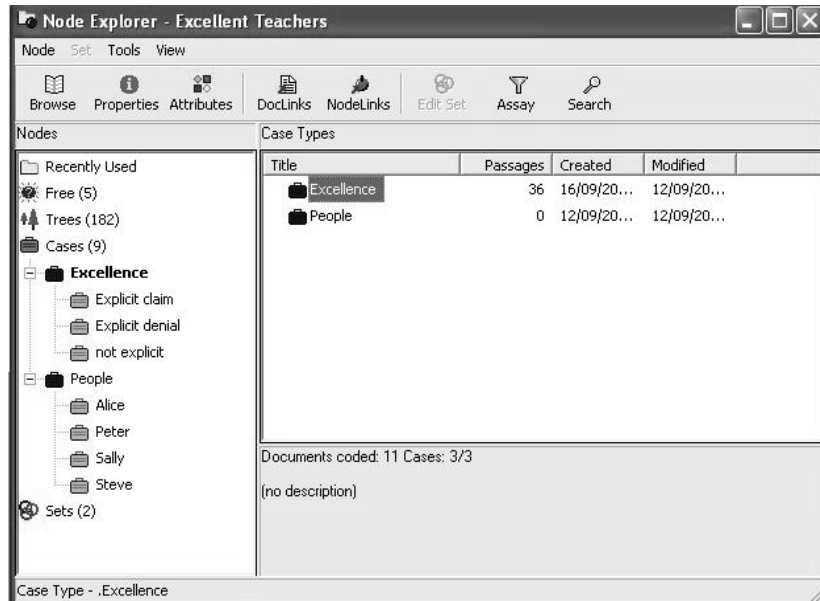 Node Explorer - Excellent Teachers
Node Set Tools View
Browse Properties Attributes DocLinks NodeLinks Edit Set Assay Search
Nodes
Recently Used
Free (5)
Trees (182)
Cases (9)
Excellence
Explicit claim
Explicit denial
not explicit
People
Alice
Peter
Sally
Steve
Sets (2)
Case Types
Title Passages Created Modified
Excellence 36 16/09/20... 12/09/20...
People 0 12/09/20... 12/09/20...
Documents coded: 11 Cases: 3/3
(no description)
Case Type - .Excellence